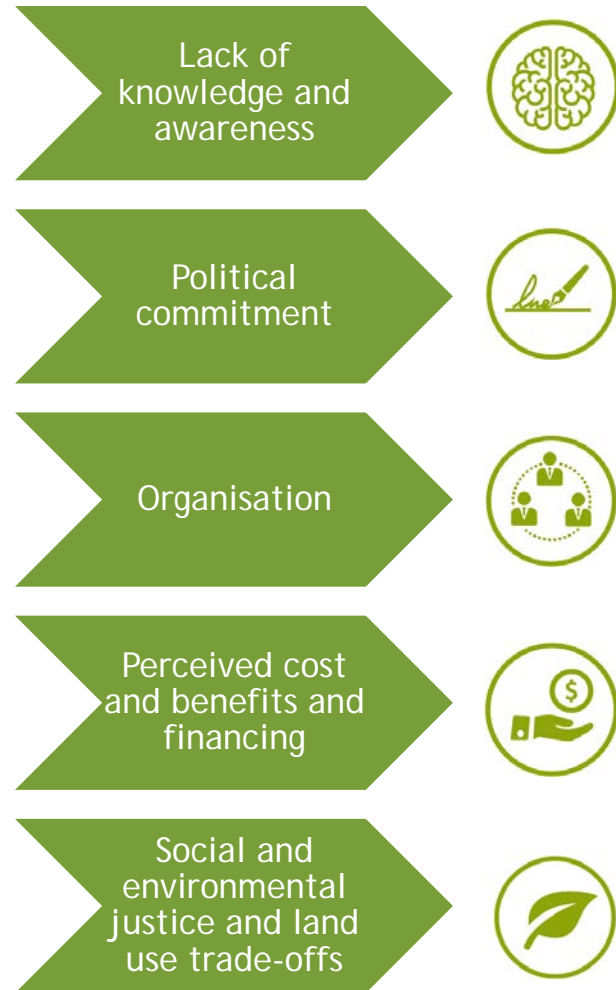 Lack of
knowledge and
awareness
Political
commitment
Organisation
Perceived cost
and benefits and
financing
$
Social and
environmental
justice and land
use trade-offs